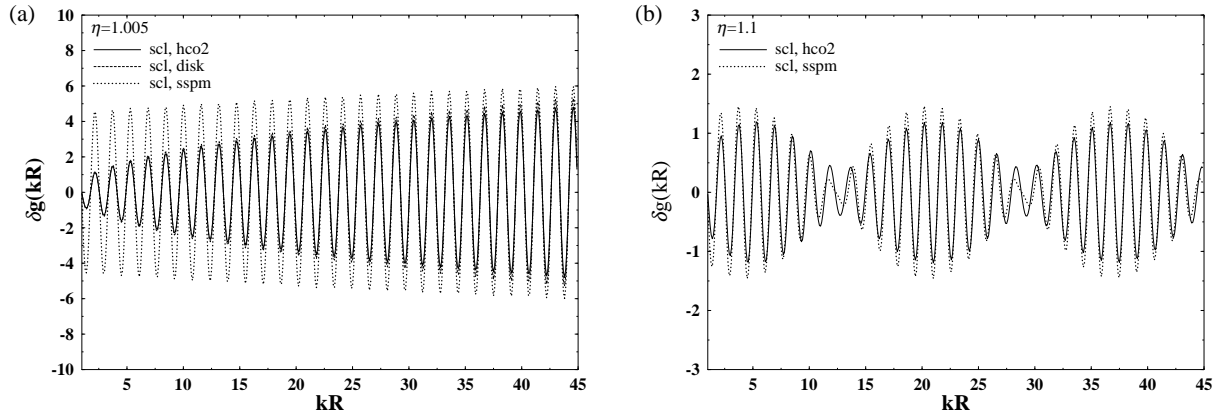 (a)
η=1.005
scl, hco2
scl, disk
scl, sspm
10
8
6
4
2
0
-2
-4
-6
-8
-10
δg(kR)
5 10 15 20 25 30 35 40 45
kR
(b)
η=1.1
scl, hco2
scl, sspm
3
2
1
0
-1
-2
-3
δg(kR)
5 10 15 20 25 30 35 40 45
kR